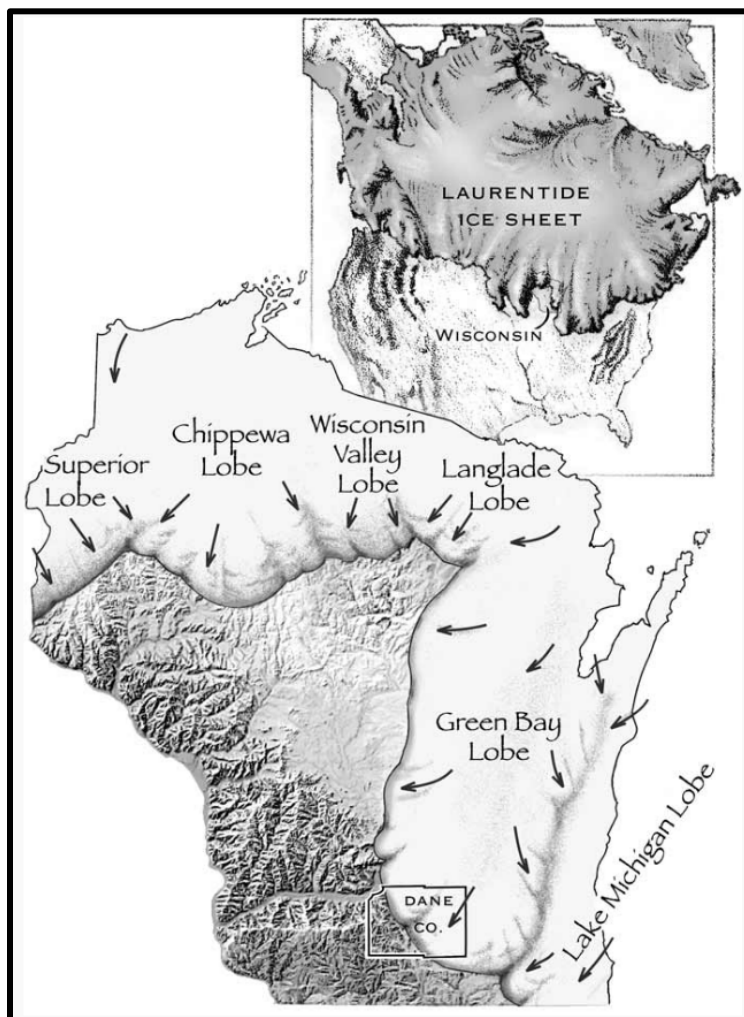 LAURENTIDE
ICE SHEET
WISCONSIN
Superior
Lobe
Chippewa
Lobe
Wisconsin
Valley
Lobe
Langlade
Lobe
Green Bay
Lobe
Lake Michigan Lobe
DANE
CO.